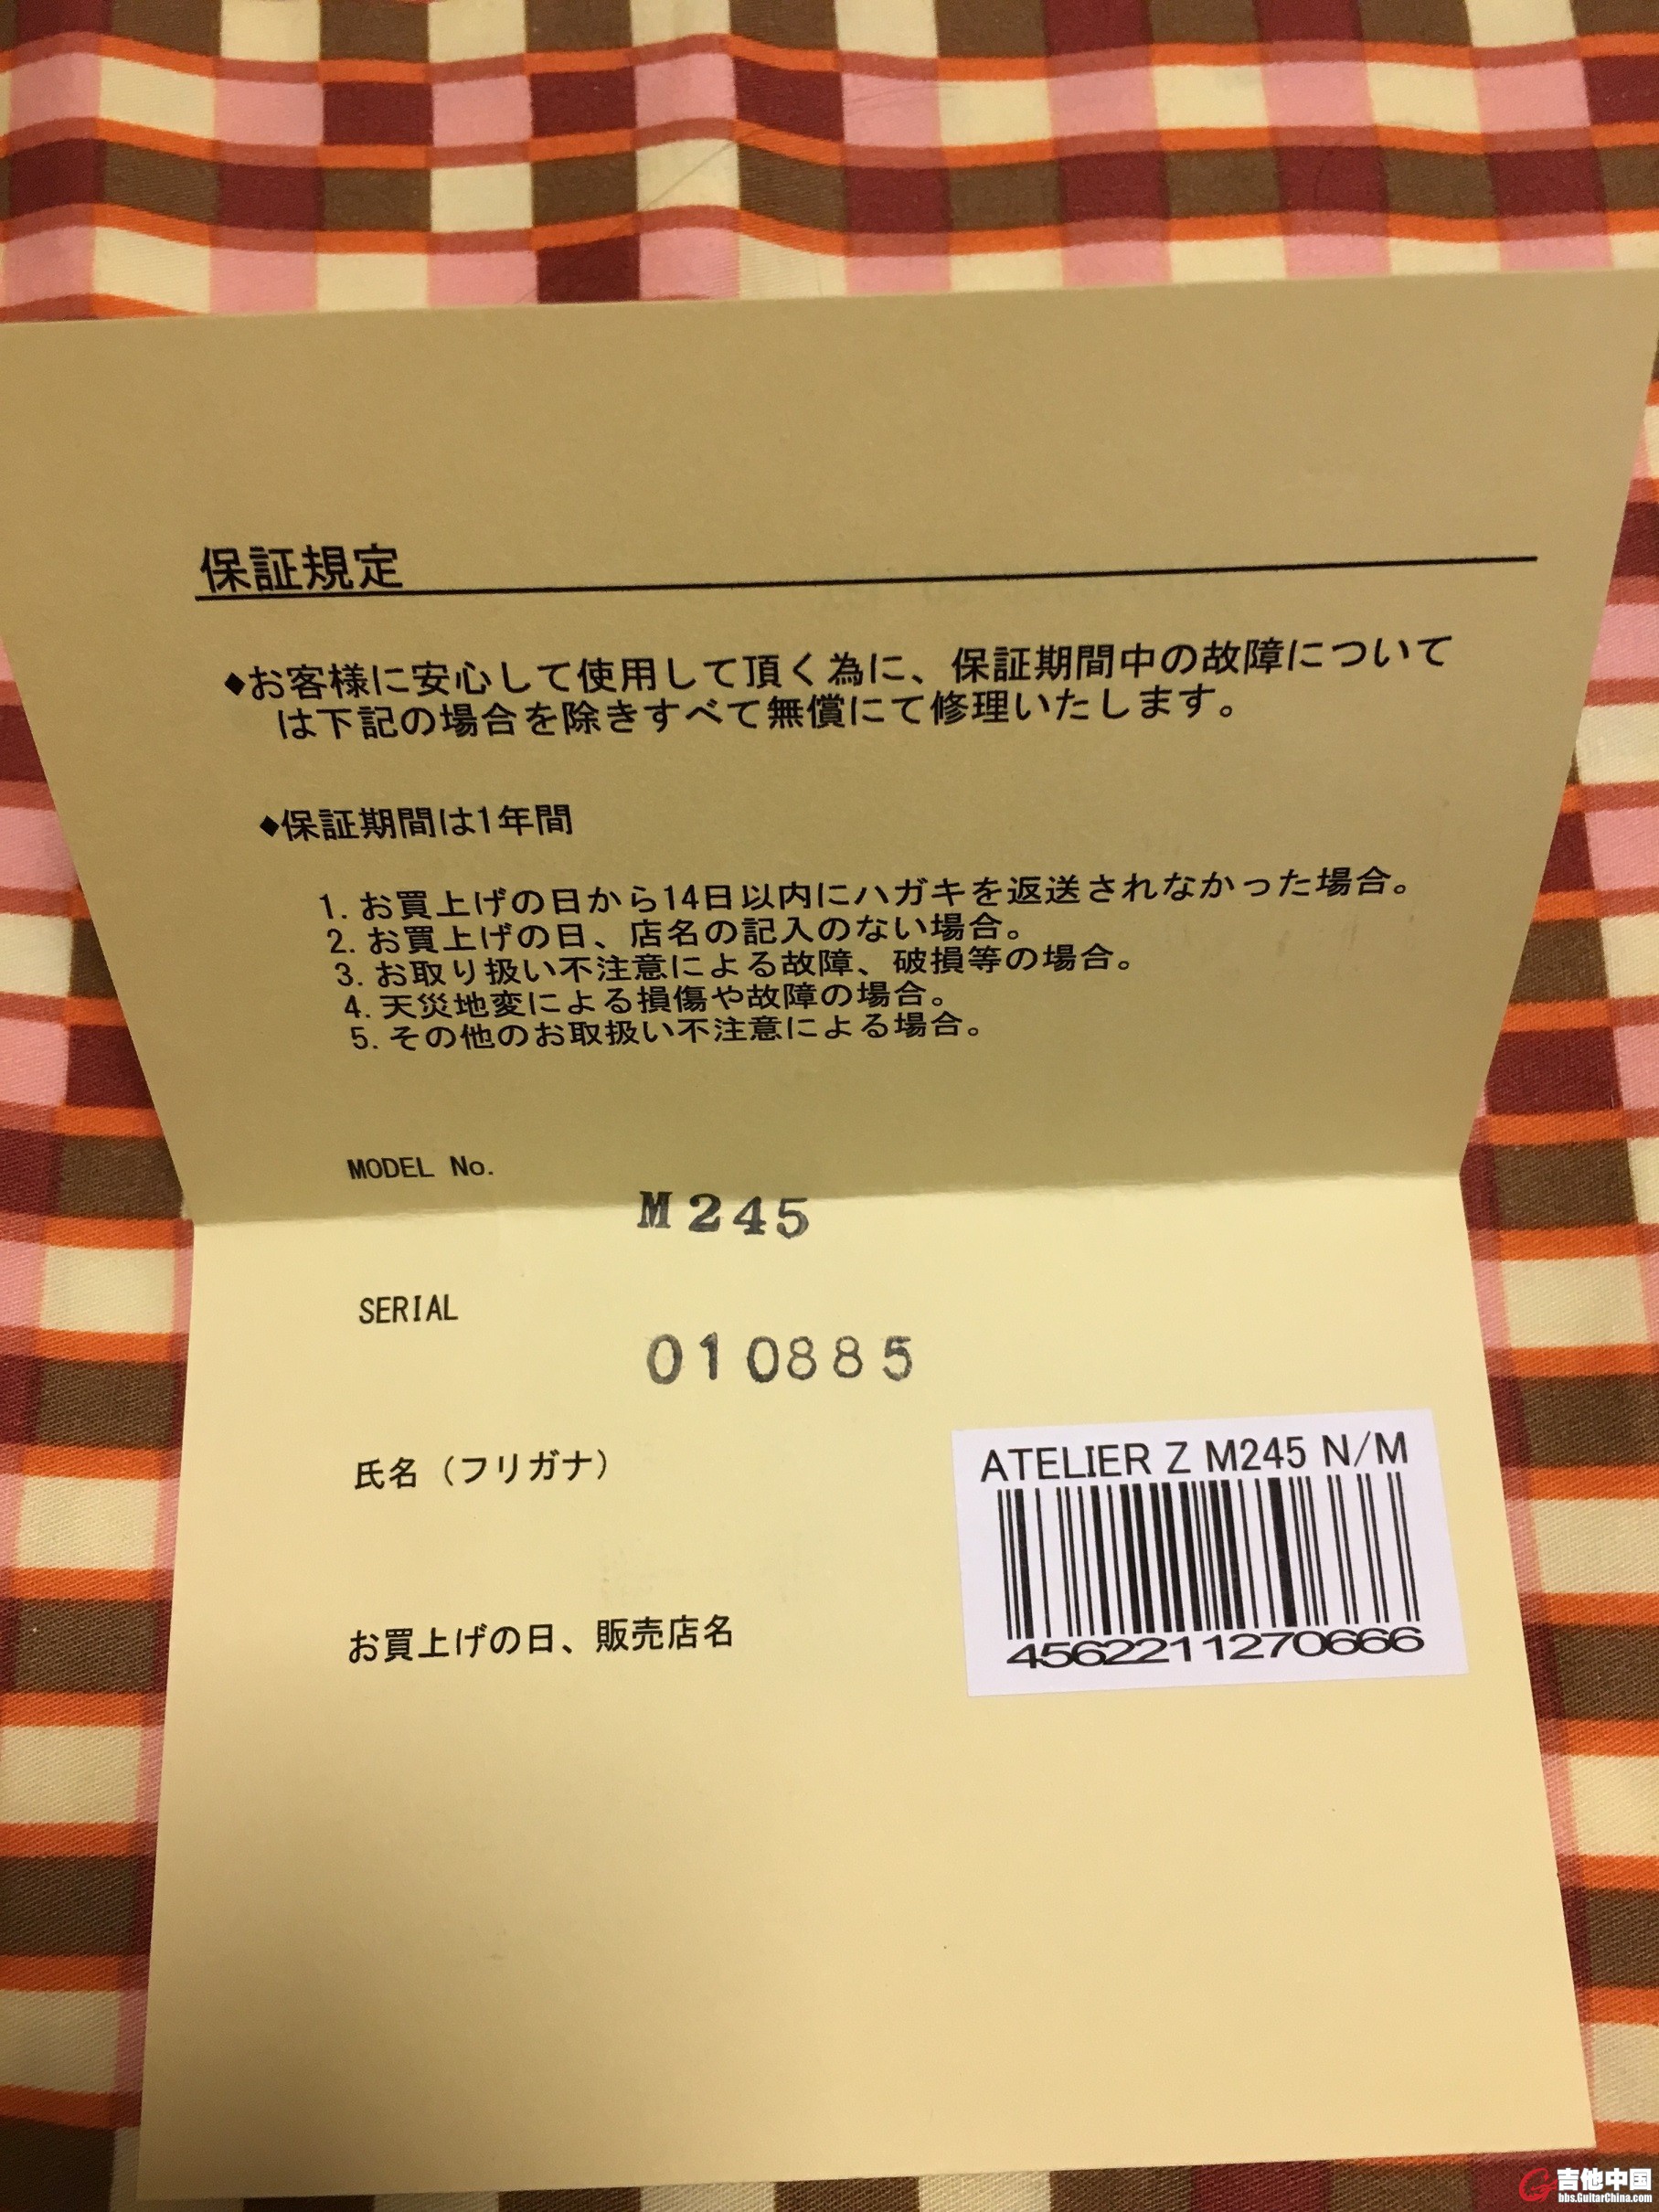 保証規定
◆お客様に安心して使用して頂く為に、保証期間中の故障について
は下記の場合を除きすべて無償にて修理いたします。
◆保証期間は1年間
1. お買上げの日から14日以内にハガキを返送されなかった場合。
2. お買上げの日、店名の記入のない場合。
3. お取り扱い不注意による故障、破損等の場合。
4. 天災地変による損傷や故障の場合。
5. その他のお取扱い不注意による場合。
MODEL No.
M245
SERIAL
010885
氏名（フリガナ）
ATELIER Z M245 N/M
4562211270666
お買上げの日、販売店名
吉他中国
bbs.GuitarChina.com